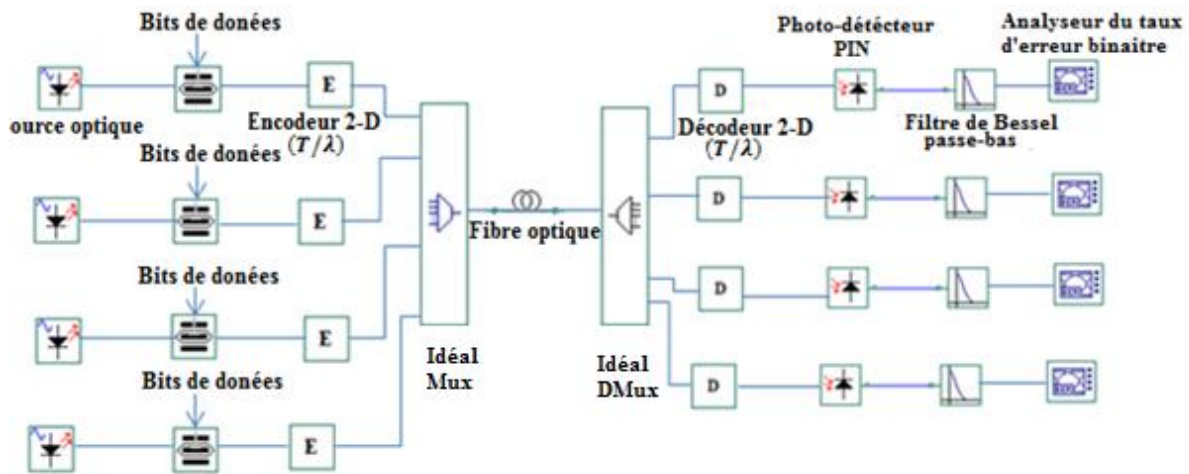 Bits de donées
Photo-détécteur
PIN
Analyseur du taux
d'erreur binaitre
E
D
ource optique
Encodeur 2-D
(T/λ)
Décodeur 2-D
(T/λ)
Filtre de Bessel
passe-bas
Bits de donées
E
D
Fibre optique
Bits de donées
E
D
Idéal
Mux
Idéal
DMux
Bits de donées
E
D